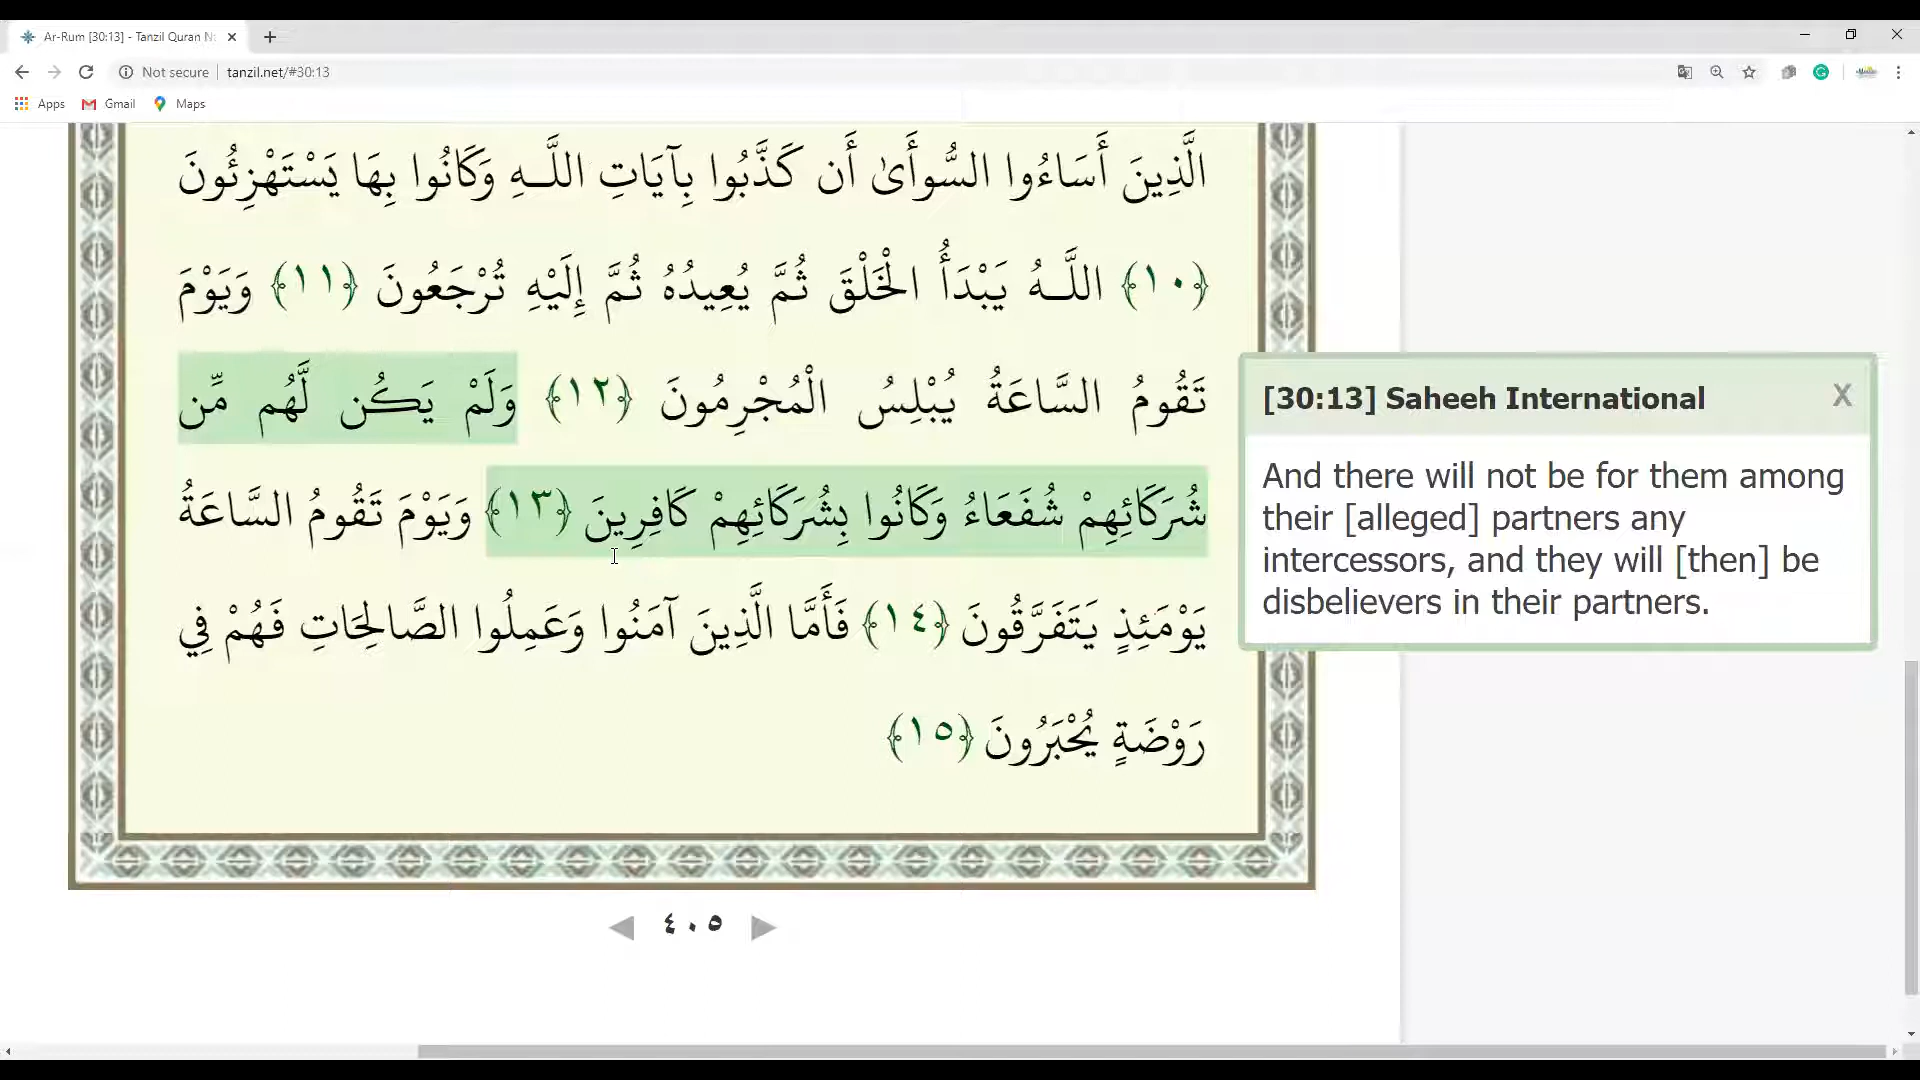 Ar-Rum [30:13] - Tanzil Quran N
Not secure tanzil.net/#30:13
Apps Gmail Maps
الَّذِينَ أَسَاءُوا السُّوأَىٰ أَن كَذَّبُوا بِآيَاتِ اللَّـهِ وَكَانُوا بِهَا يَسْتَهْزِئُونَ
﴿١٠﴾ اللَّـهُ يَبْدَأُ الْخَلْقَ ثُمَّ يُعِيدُهُ ثُمَّ إِلَيْهِ تُرْجَعُونَ ﴿١١﴾ وَيَوْمَ
تَقُومُ السَّاعَةُ يُبْلِسُ الْمُجْرِمُونَ ﴿١٢﴾ وَلَمْ يَكُن لَّهُم مِّن
شُرَكَائِهِمْ شُفَعَاءُ وَكَانُوا بِشُرَكَائِهِمْ كَافِرِينَ ﴿١٣﴾ وَيَوْمَ تَقُومُ السَّاعَةُ
يَوْمَئِذٍ يَتَفَرَّقُونَ ﴿١٤﴾ فَأَمَّا الَّذِينَ آمَنُوا وَعَمِلُوا الصَّالِحَاتِ فَهُمْ فِي
رَوْضَةٍ يُحْبَرُونَ ﴿١٥﴾
٤٠٥
[30:13] Saheeh International X
And there will not be for them among
their [alleged] partners any
intercessors, and they will [then] be
disbelievers in their partners.